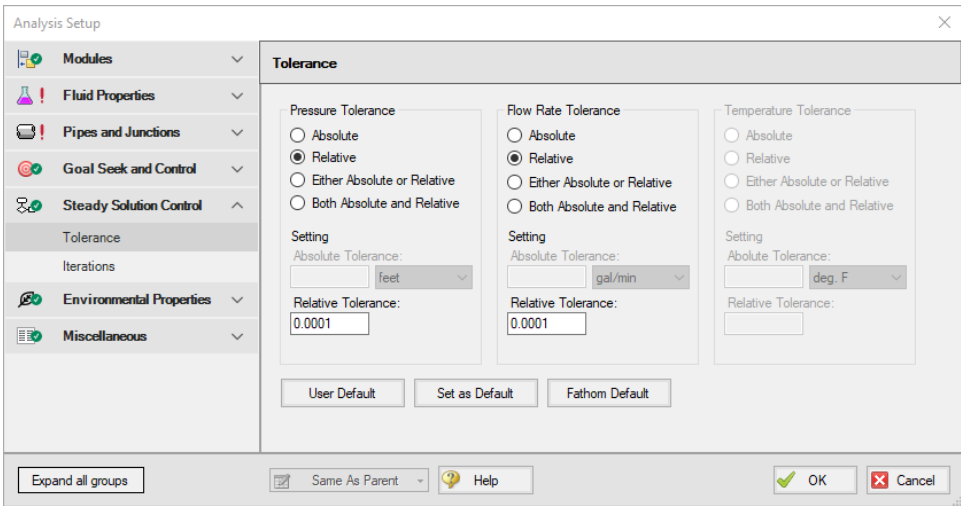 Analysis Setup
Modules
Fluid Properties
Pipes and Junctions
Goal Seek and Control
Steady Solution Control
Tolerance
Iterations
Environmental Properties
Miscellaneous
Tolerance
Pressure Tolerance
Absolute
Relative
Either Absolute or Relative
Both Absolute and Relative
Setting
Absolute Tolerance:
feet
Relative Tolerance:
0.0001
Flow Rate Tolerance
Absolute
Relative
Either Absolute or Relative
Both Absolute and Relative
Setting
Absolute Tolerance:
gal/min
Relative Tolerance:
0.0001
Temperature Tolerance
Absolute
Relative
Either Absolute or Relative
Both Absolute and Relative
Setting
Abolute Tolerance:
deg. F
Relative Tolerance:
User Default
Set as Default
Fathom Default
Expand all groups
Same As Parent
Help
OK
Cancel